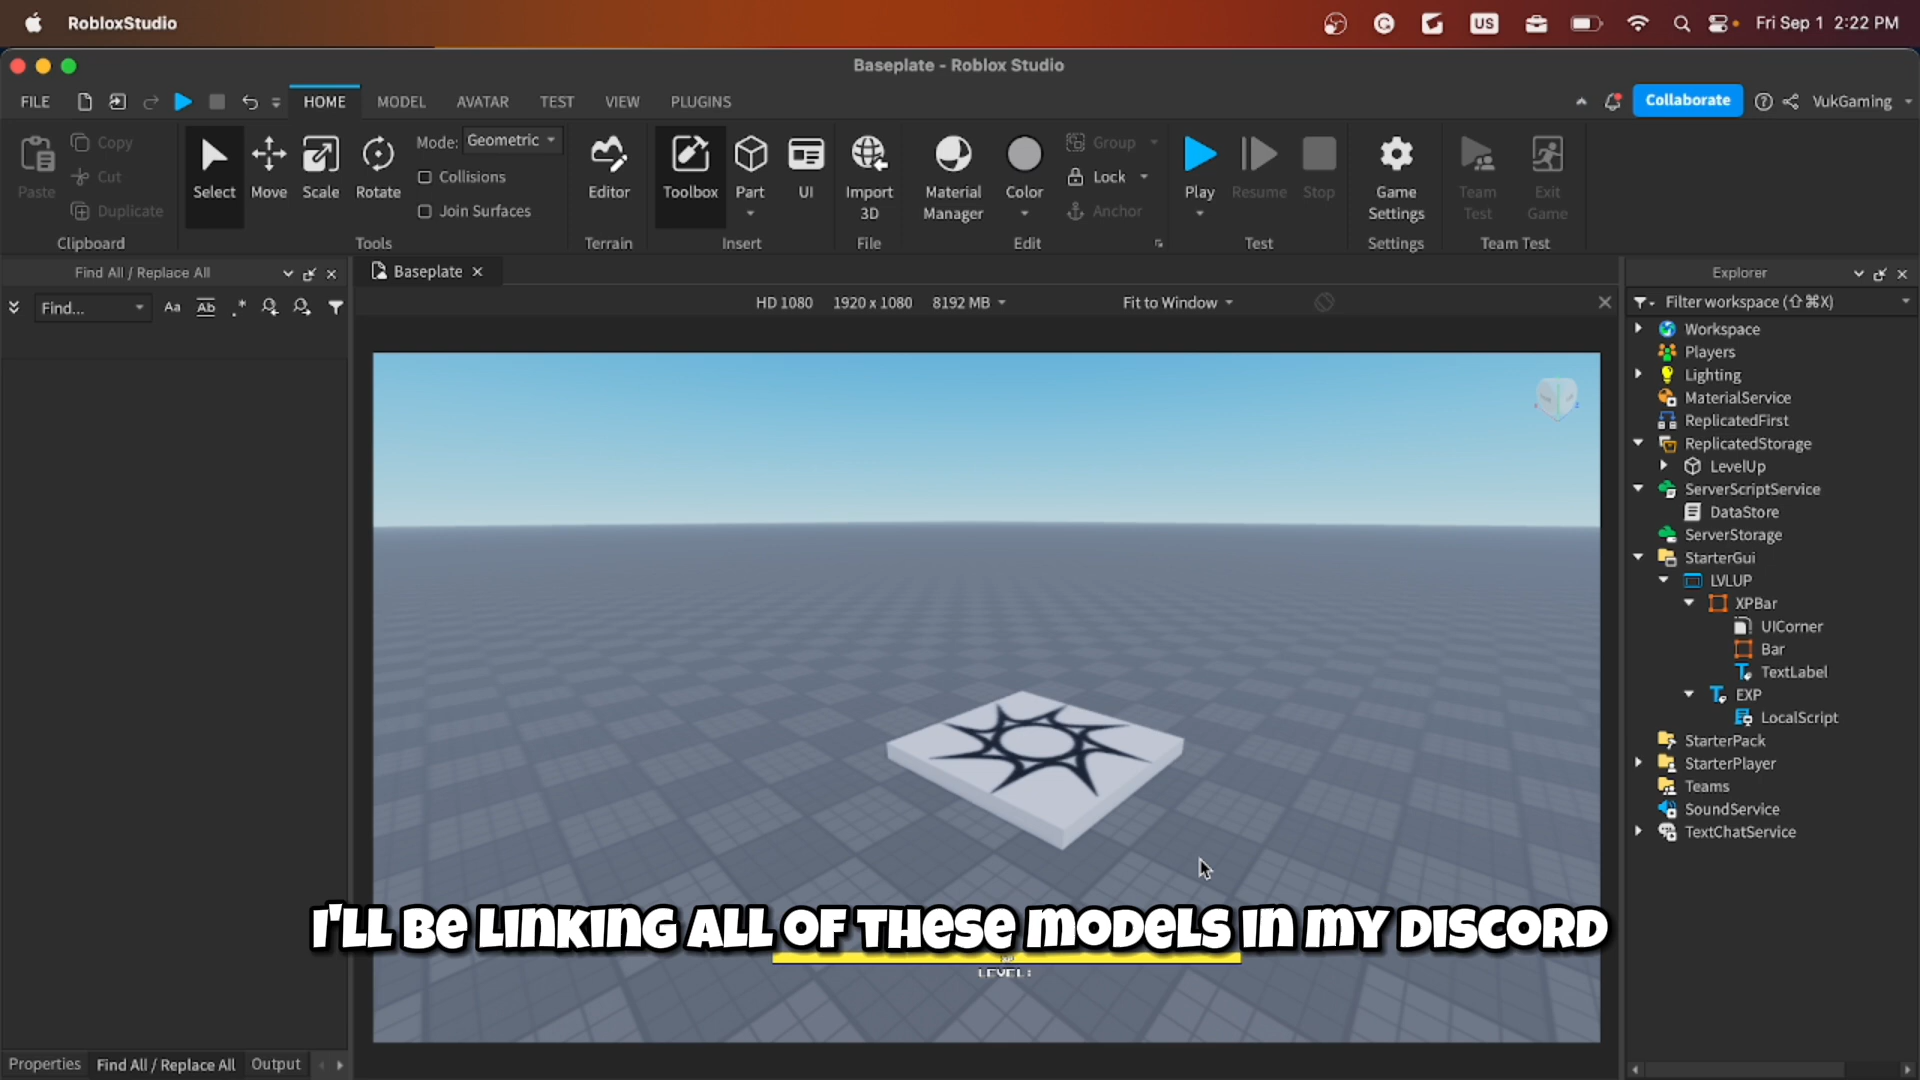 RobloxStudio
US
Fri Sep 1 2:22 PM
Baseplate - Roblox Studio
FILE HOME MODEL AVATAR TEST VIEW PLUGINS
Collaborate VukGaming
Paste
Copy
Cut
Duplicate
Clipboard
Select
Move
Scale
Rotate
Mode: Geometric
Collisions
Join Surfaces
Tools
Editor
Terrain
Toolbox
Part
UI
Insert
Import
3D
File
Material
Manager
Color
Group
Lock
Anchor
Edit
Play
Resume
Stop
Test
Game
Settings
Settings
Team
Test
Exit
Game
Team Test
Find All / Replace All
Find...
Aa
Ab
Baseplate
HD 1080 1920 x 1080 8192 MB Fit to Window
Explorer
Filter workspace (⇧⌘X)
Workspace
Players
Lighting
MaterialService
ReplicatedFirst
ReplicatedStorage
LevelUp
ServerScriptService
DataStore
ServerStorage
StarterGui
LVLUP
XPBar
UICorner
Bar
TextLabel
EXP
LocalScript
StarterPack
StarterPlayer
Teams
SoundService
TextChatService
I'LL BE LINKING ALL OF THESE MODELS IN MY DISCORD
LEVEL:
Properties Find All / Replace All Output